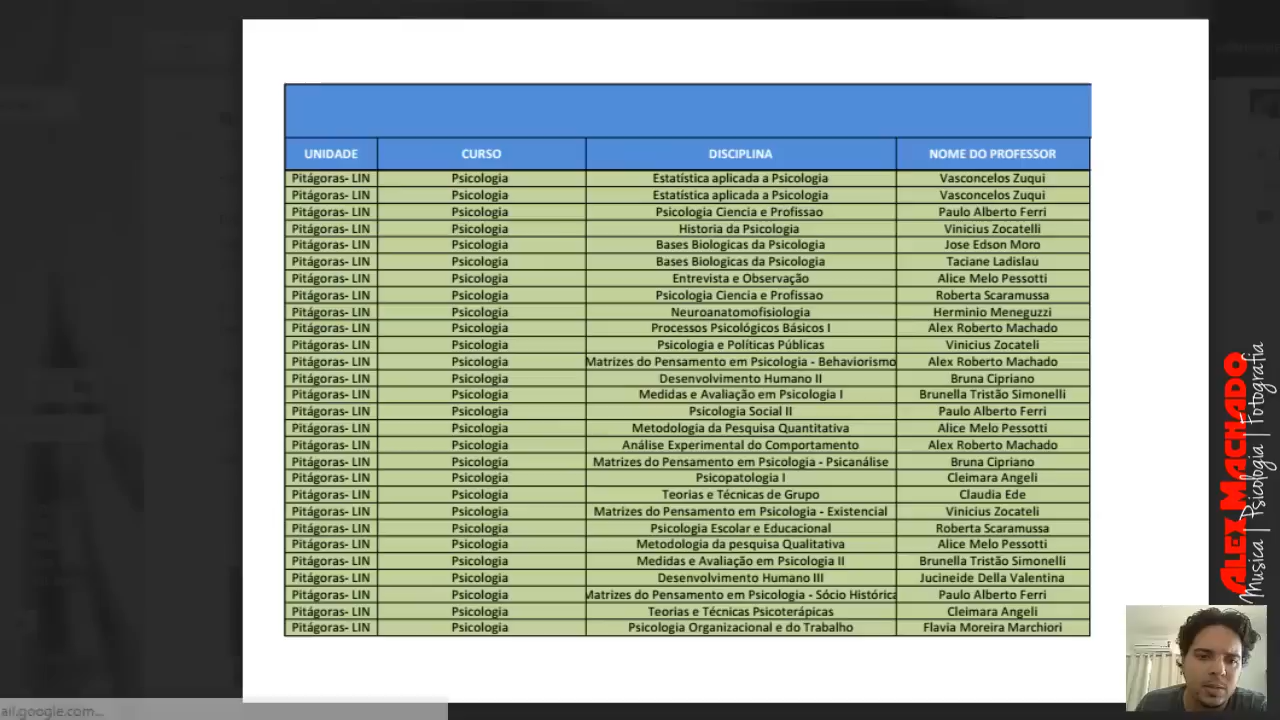 UNIDADE CURSO DISCIPLINA NOME DO PROFESSOR
Pitágoras- LIN Psicologia Estatística aplicada a Psicologia Vasconcelos Zuqui
Pitágoras- LIN Psicologia Estatística aplicada a Psicologia Vasconcelos Zuqui
Pitágoras- LIN Psicologia Psicologia Ciencia e Profissao Paulo Alberto Ferri
Pitágoras- LIN Psicologia Historia da Psicologia Vinicius Zocatelli
Pitágoras- LIN Psicologia Bases Biologicas da Psicologia Jose Edson Moro
Pitágoras- LIN Psicologia Bases Biologicas da Psicologia Taciane Ladislau
Pitágoras- LIN Psicologia Entrevista e Observação Alice Melo Pessotti
Pitágoras- LIN Psicologia Psicologia Ciencia e Profissao Roberta Scaramussa
Pitágoras- LIN Psicologia Neuroanatomofisiologia Herminio Meneguzzi
Pitágoras- LIN Psicologia Processos Psicológicos Básicos I Alex Roberto Machado
Pitágoras- LIN Psicologia Psicologia e Políticas Públicas Vinicius Zocateli
Pitágoras- LIN Psicologia Matrizes do Pensamento em Psicologia - Behaviorismo Alex Roberto Machado
Pitágoras- LIN Psicologia Desenvolvimento Humano II Bruna Cipriano
Pitágoras- LIN Psicologia Medidas e Avaliação em Psicologia I Brunella Tristão Simonelli
Pitágoras- LIN Psicologia Psicologia Social II Paulo Alberto Ferri
Pitágoras- LIN Psicologia Metodologia da Pesquisa Quantitativa Alice Melo Pessotti
Pitágoras- LIN Psicologia Análise Experimental do Comportamento Alex Roberto Machado
Pitágoras- LIN Psicologia Matrizes do Pensamento em Psicologia - Psicanálise Bruna Cipriano
Pitágoras- LIN Psicologia Psicopatologia I Cleimara Angeli
Pitágoras- LIN Psicologia Teorias e Técnicas de Grupo Claudia Ede
Pitágoras- LIN Psicologia Matrizes do Pensamento em Psicologia - Existencial Vinicius Zocateli
Pitágoras- LIN Psicologia Psicologia Escolar e Educacional Roberta Scaramussa
Pitágoras- LIN Psicologia Metodologia da pesquisa Qualitativa Alice Melo Pessotti
Pitágoras- LIN Psicologia Medidas e Avaliação em Psicologia II Brunella Tristão Simonelli
Pitágoras- LIN Psicologia Desenvolvimento Humano III Jucineide Della Valentina
Pitágoras- LIN Psicologia Matrizes do Pensamento em Psicologia - Sócio Histórica Paulo Alberto Ferri
Pitágoras- LIN Psicologia Teorias e Técnicas Psicoterápicas Cleimara Angeli
Pitágoras- LIN Psicologia Psicologia Organizacional e do Trabalho Flavia Moreira Marchiori
ALEX MACHADO
Musica | Psicologia | Fotografia
ail.google.com...